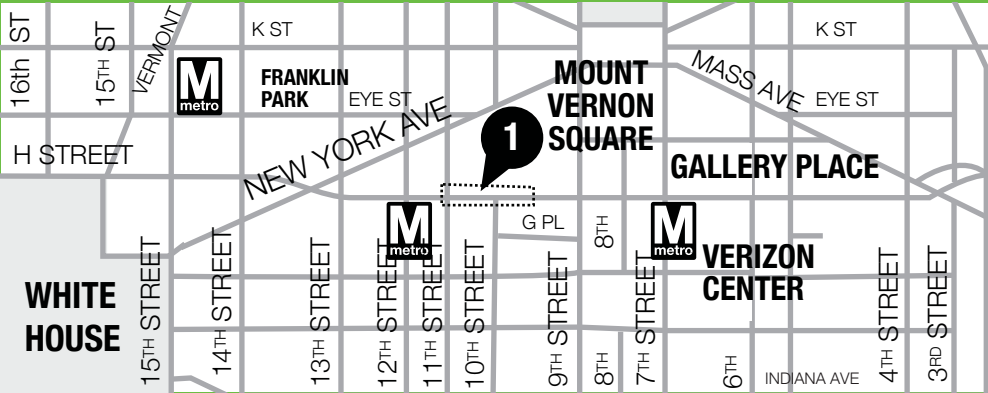 16th ST
15TH ST
VERMONT
K ST
K ST
M
metro
FRANKLIN
PARK
EYE ST
NEW YORK AVE
1
MOUNT
VERNON
SQUARE
MASS AVE
EYE ST
H STREET
GALLERY PLACE
M
metro
G PL
8TH
M
metro
VERIZON
CENTER
WHITE
HOUSE
15TH STREET
14TH STREET
13TH STREET
12TH STREET
11TH STREET
10TH STREET
9TH STREET
8TH
7TH STREET
6TH
INDIANA AVE
4TH STREET
3RD STREET